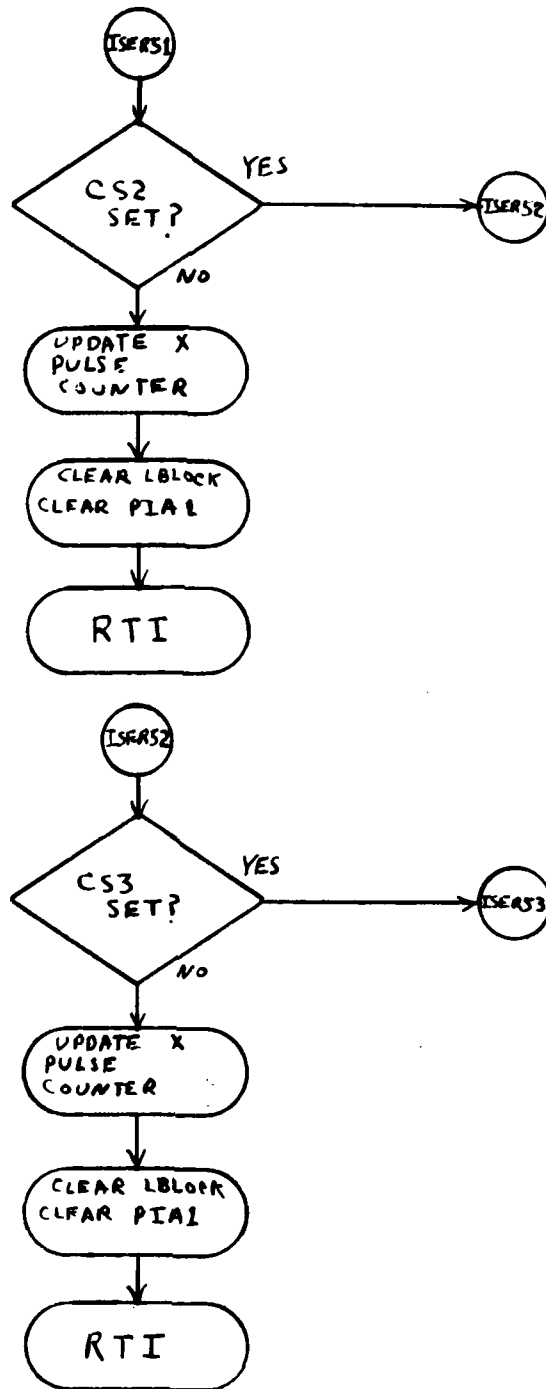 ISERS1
CS2
SET?
YES
ISERS2
NO
UPDATE X
PULSE
COUNTER
CLEAR LBLOCK
CLEAR PIA1
RTI
ISERS2
CS3
SET?
YES
ISERS3
NO
UPDATE X
PULSE
COUNTER
CLEAR LBLOCK
CLEAR PIA1
RTI